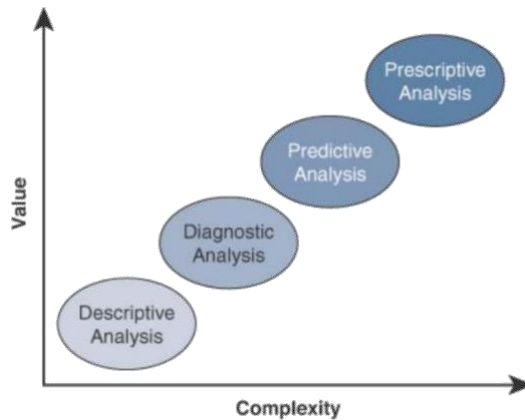 Prescriptive
Analysis
Predictive
Analysis
Diagnostic
Analysis
Descriptive
Analysis
Value
Complexity